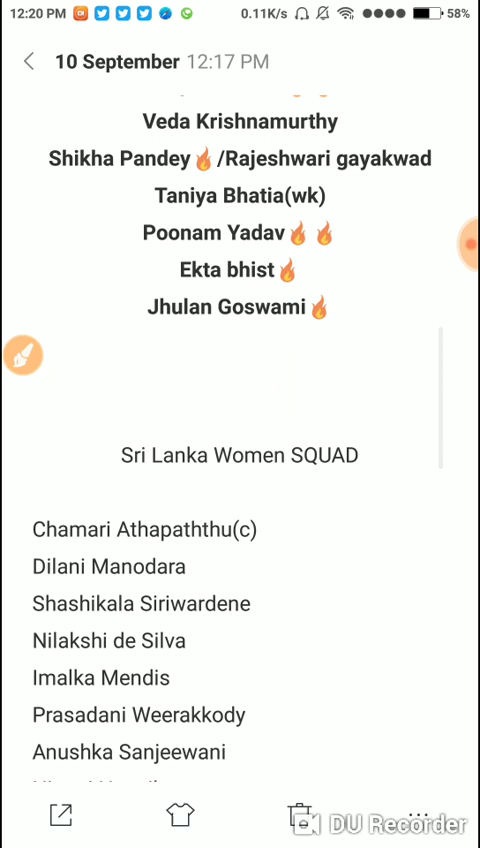 12:20 PM 0.11K/s 58%
10 September 12:17 PM
Veda Krishnamurthy
Shikha Pandey🔥/Rajeshwari gayakwad
Taniya Bhatia(wk)
Poonam Yadav🔥🔥
Ekta bhist🔥
Jhulan Goswami🔥
Sri Lanka Women SQUAD
Chamari Athapaththu(c)
Dilani Manodara
Shashikala Siriwardene
Nilakshi de Silva
Imalka Mendis
Prasadani Weerakkody
Anushka Sanjeewani
DU Recorder